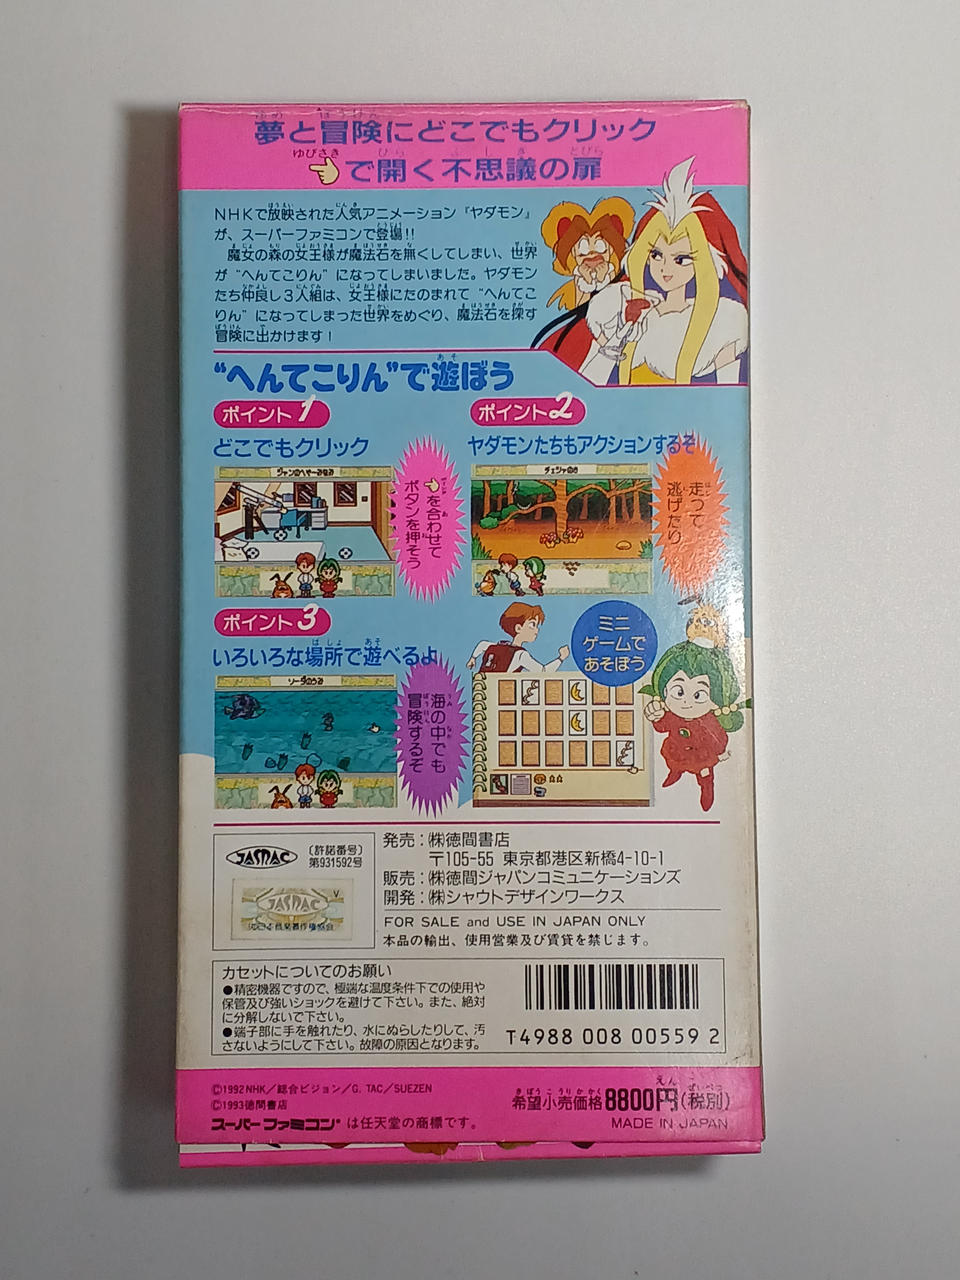 夢と冒険にどこでもクリック
で開く不思議の扉
NHKで放映された人気アニメーション『ヤダモン』
が、スーパーファミコンで登場!!
魔女の森の女王様が魔法石を無くしてしまい、世界
が“へんてこりん”になってしまいました。ヤダモン
たち仲良し3人組は、女王様にたのまれて“へんてこ
りん”になってしまった世界をめぐり、魔法石を探す
冒険に出かけます!
“へんてこりん”で遊ぼう
ポイント1
どこでもクリック
ジャンのへやーみなみ
を合わせて
ボタンを押そう
ポイント2
ヤダモンたちもアクションするぞ
チェシャのき
走って
逃げたり
ポイント3
いろいろな場所で遊べるよ
ソーダのうみ
海の中でも
冒険するぞ
ミニ
ゲームで
あそぼう
JASRAC
〔許諾番号〕
第931592号
JASRAC
V
発売:㈱徳間書店
〒105-55 東京都港区新橋4-10-1
販売:㈱徳間ジャパンコミュニケーションズ
開発:㈱シャウトデザインワークス
FOR SALE and USE IN JAPAN ONLY
本品の輸出、使用営業及び賃貸を禁じます。
カセットについてのお願い
●精密機器ですので、極端な温度条件下での使用や
保管及び強いショックを避けて下さい。また、絶対
に分解しないで下さい。
●端子部に手を触れたり、水にぬらしたりして、汚
さないようにして下さい。故障の原因となります。
T4988 008 00559 2
©1992 NHK/総合ビジョン/G. TAC/SUEZEN
©1993 徳間書店
スーパーファミコン®は任天堂の商標です。
希望小売価格8800円(税別)
MADE IN JAPAN